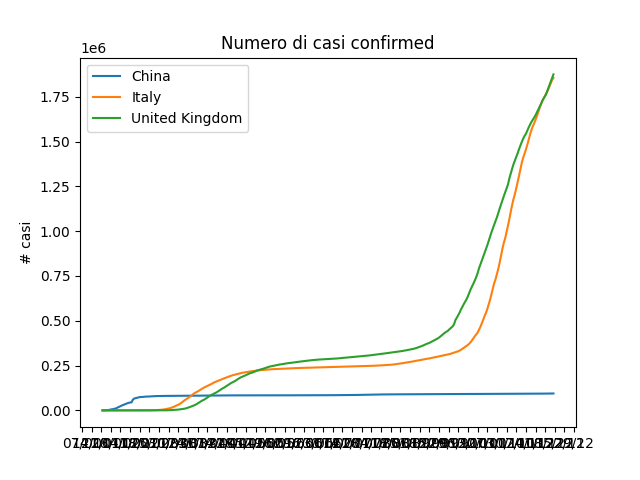 Numero di casi confirmed
1e6
China
Italy
United Kingdom
1.75
1.50
1.25
1.00
0.75
0.50
0.25
0.00
# casi